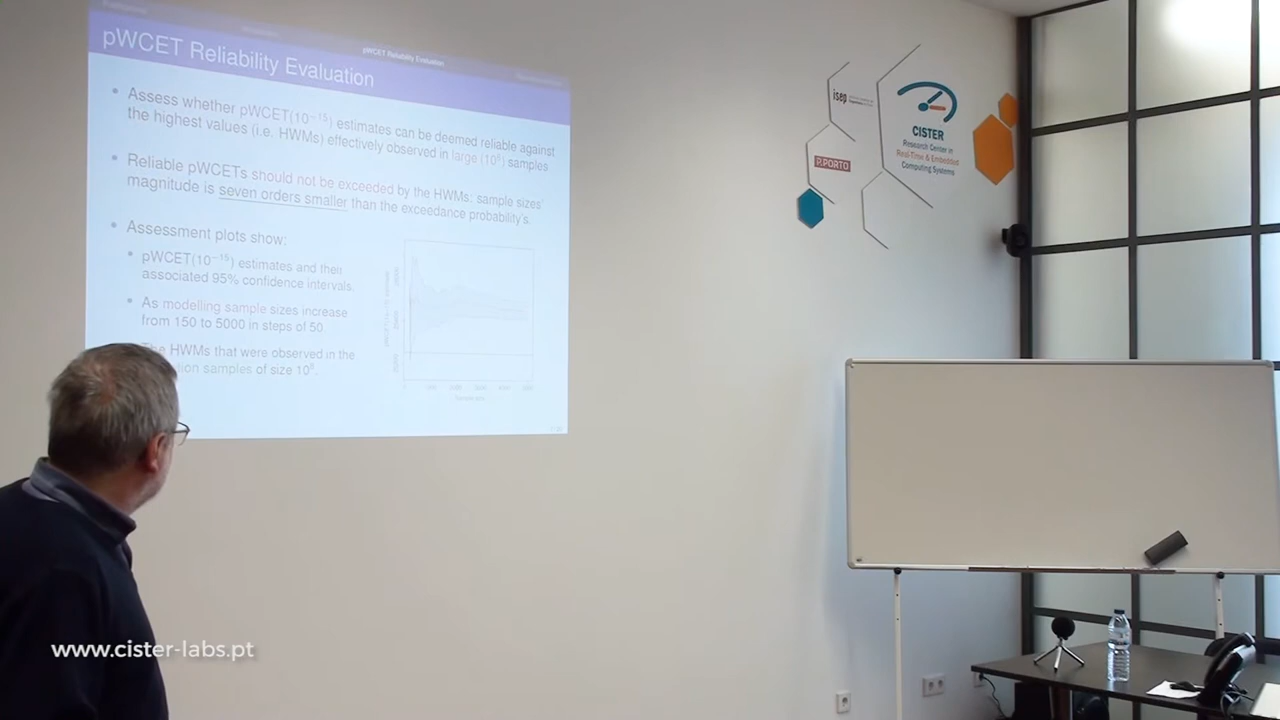 pWCET Reliability Evaluation
pWCET Reliability Evaluation
• Assess whether pWCET(10⁻¹⁵) estimates can be deemed reliable against
the highest values (i.e. HWMs) effectively observed in large (10⁸) samples
• Reliable pWCETs should not be exceeded by the HWMs: sample sizes'
magnitude is seven orders smaller than the exceedance probability's.
• Assessment plots show:
• pWCET(10⁻¹⁵) estimates and their
associated 95% confidence intervals.
• As modelling sample sizes increase
from 150 to 5000 in steps of 50
The HWMs that were observed in the
samples of size 10⁸.
isep
P.PORTO
CISTER
Research Center in
Real-Time & Embedded
Computing Systems
www.cister-labs.pt